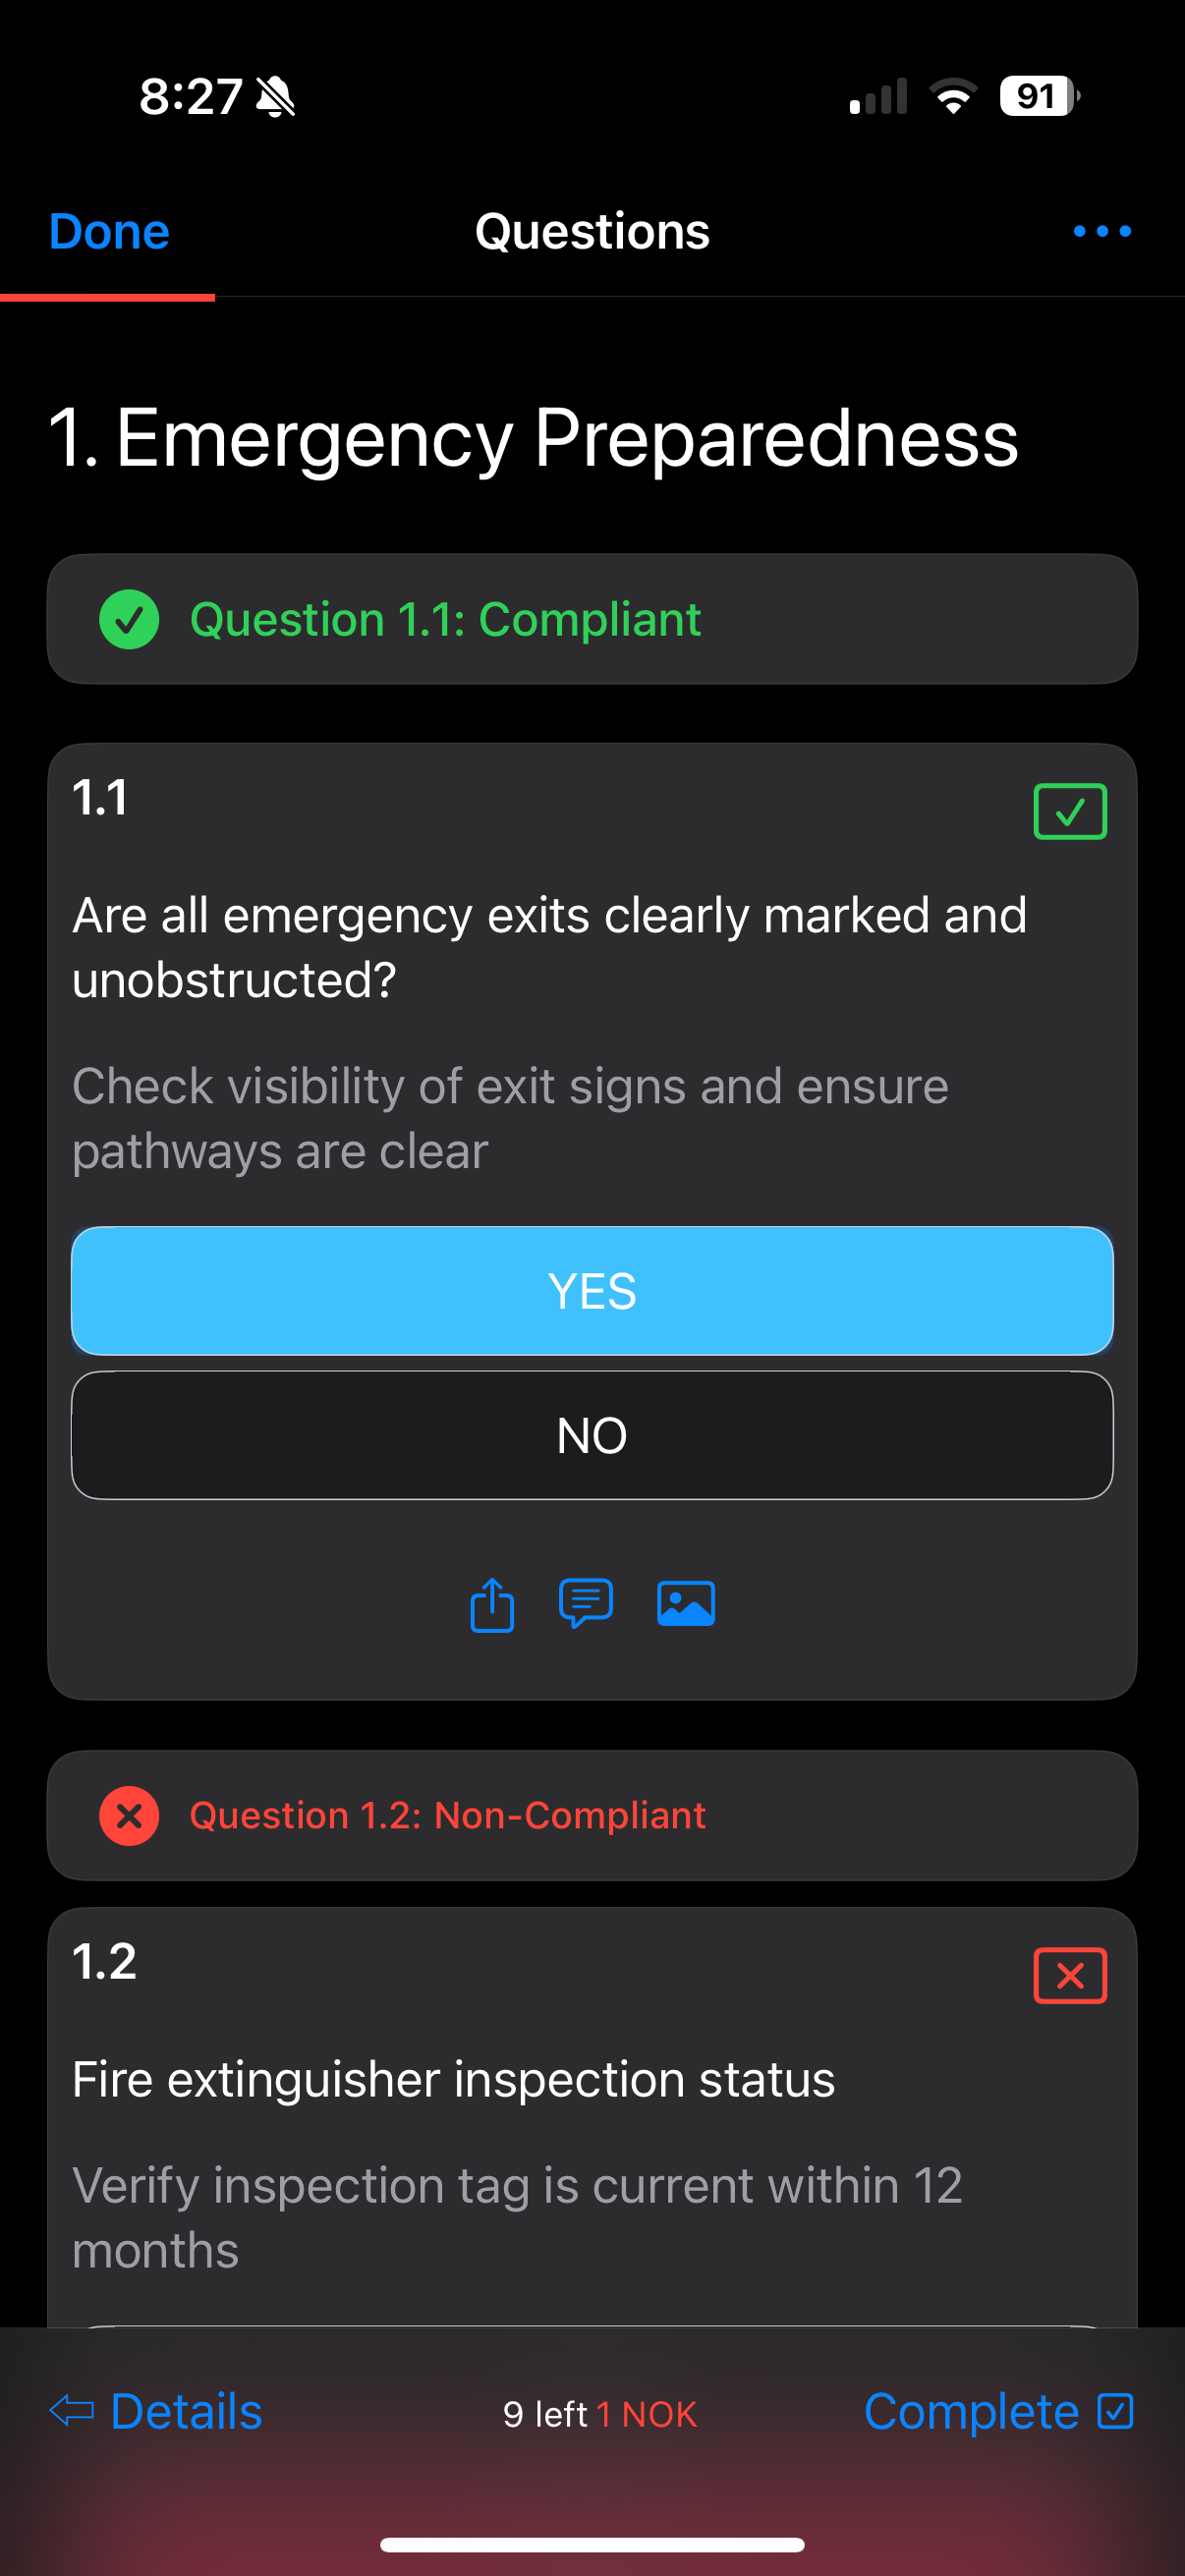 8:27
91
Done
Questions
1. Emergency Preparedness
Question 1.1: Compliant
1.1
Are all emergency exits clearly marked and
unobstructed?
Check visibility of exit signs and ensure
pathways are clear
YES
NO
Question 1.2: Non-Compliant
1.2
Fire extinguisher inspection status
Verify inspection tag is current within 12
months
Details
9 left 1 NOK
Complete